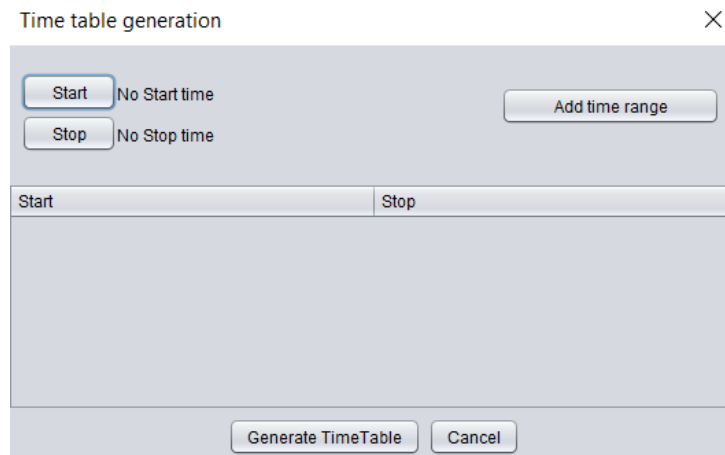 Time table generation
Start No Start time
Add time range
Stop No Stop time
Start Stop
Generate TimeTable Cancel